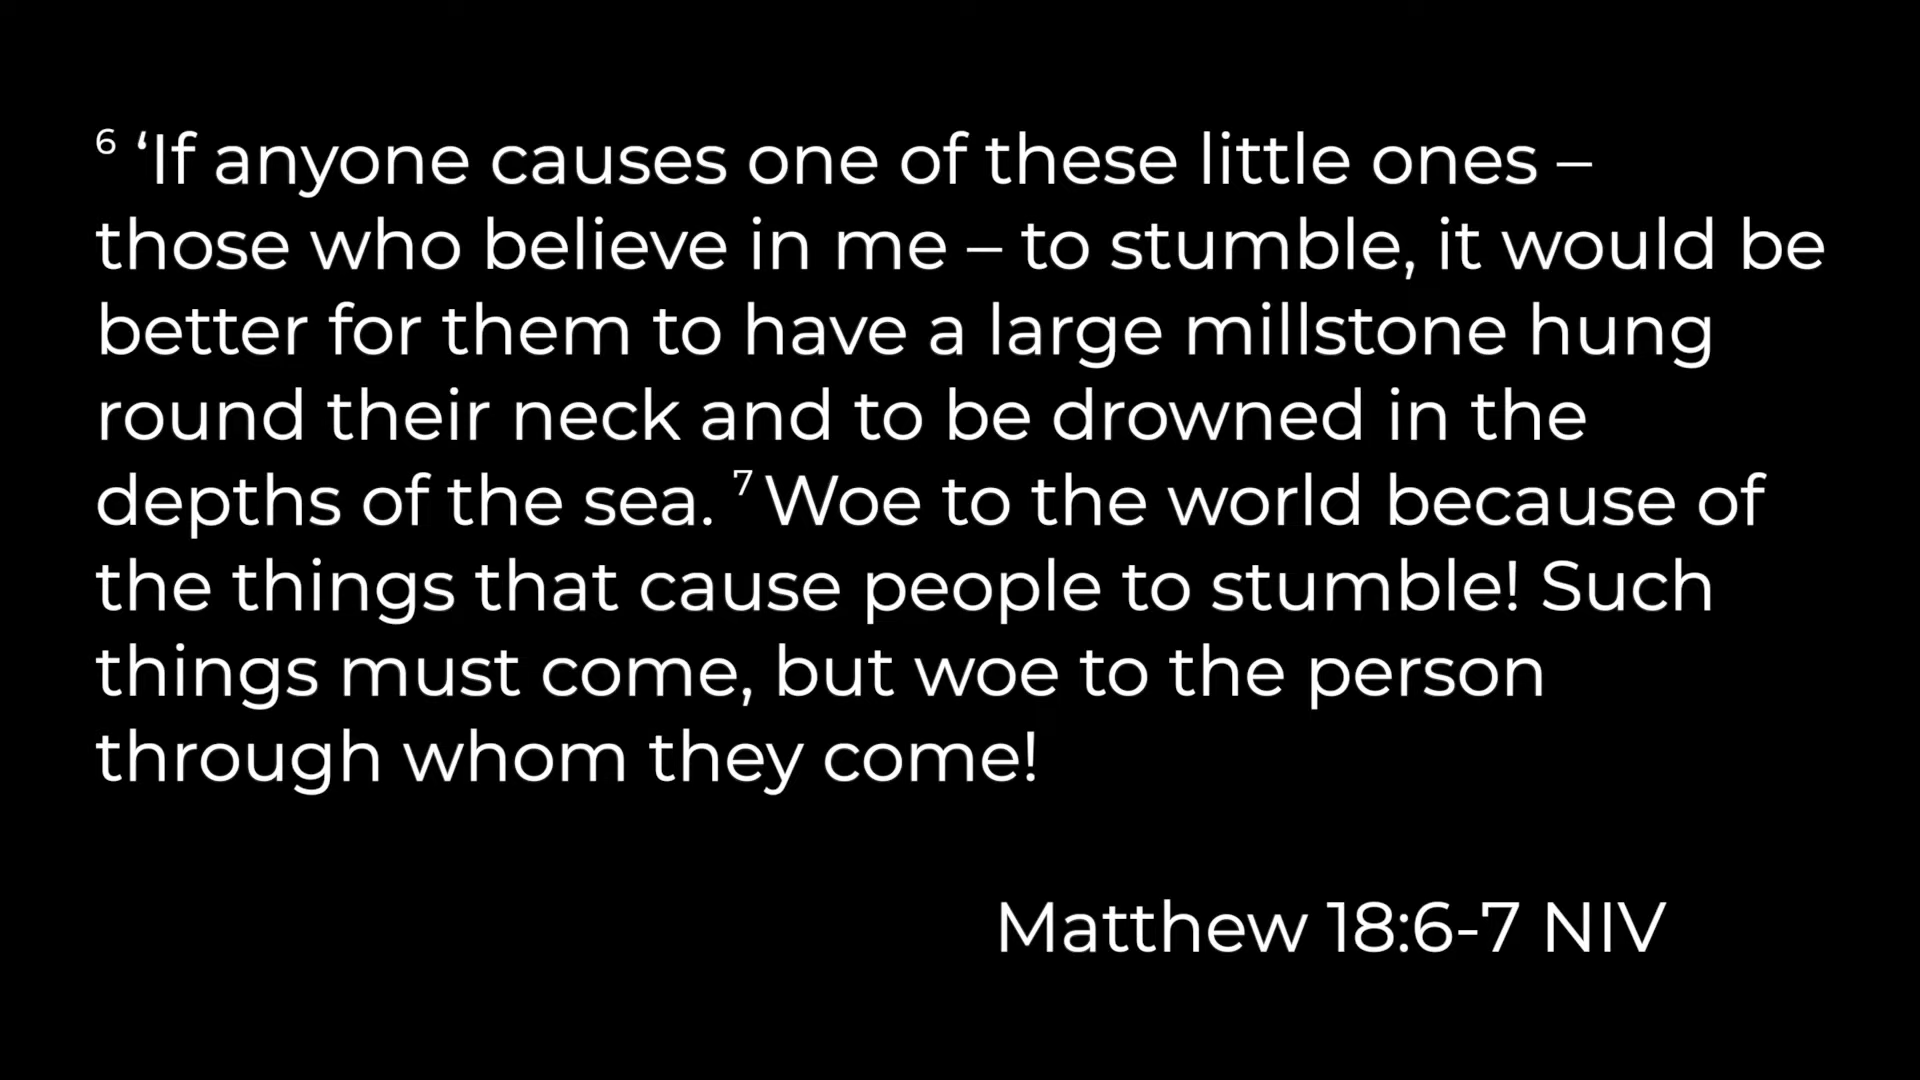 ⁶ ‘If anyone causes one of these little ones –
those who believe in me – to stumble, it would be
better for them to have a large millstone hung
round their neck and to be drowned in the
depths of the sea. ⁷ Woe to the world because of
the things that cause people to stumble! Such
things must come, but woe to the person
through whom they come!
Matthew 18:6-7 NIV